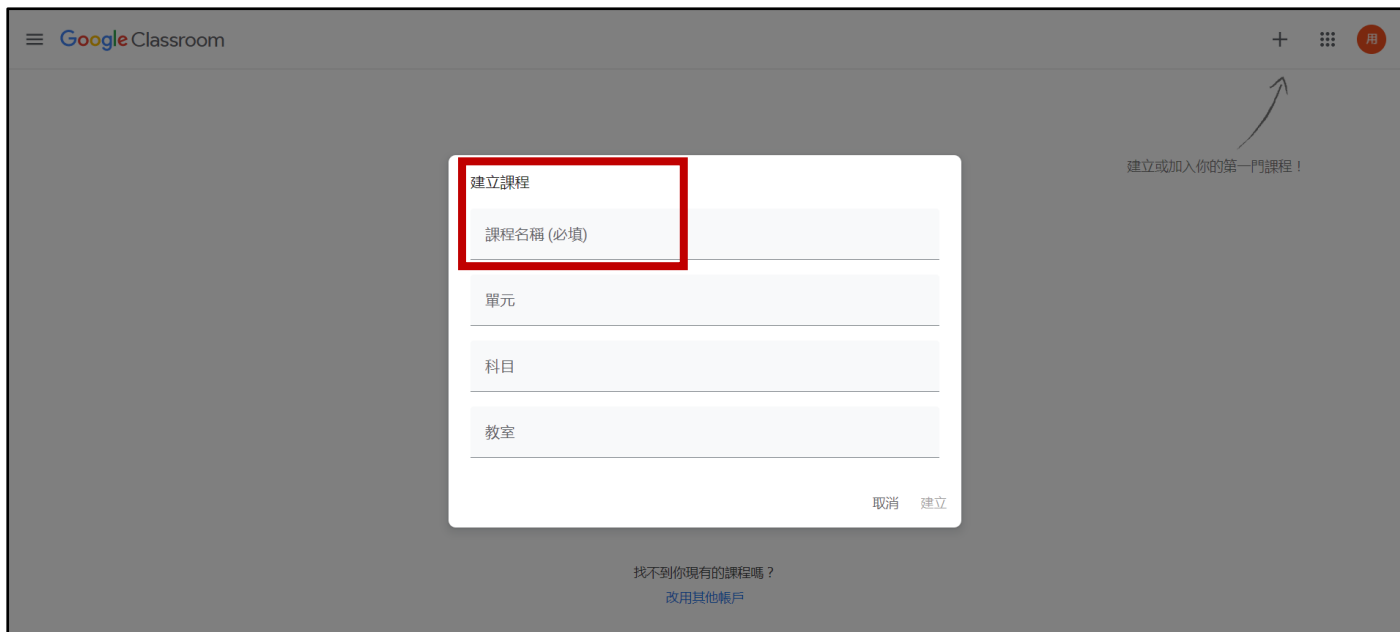 Google Classroom
用
建立或加入你的第一門課程！
建立課程
課程名稱 (必填)
單元
科目
教室
取消 建立
找不到你現有的課程嗎？
改用其他帳戶